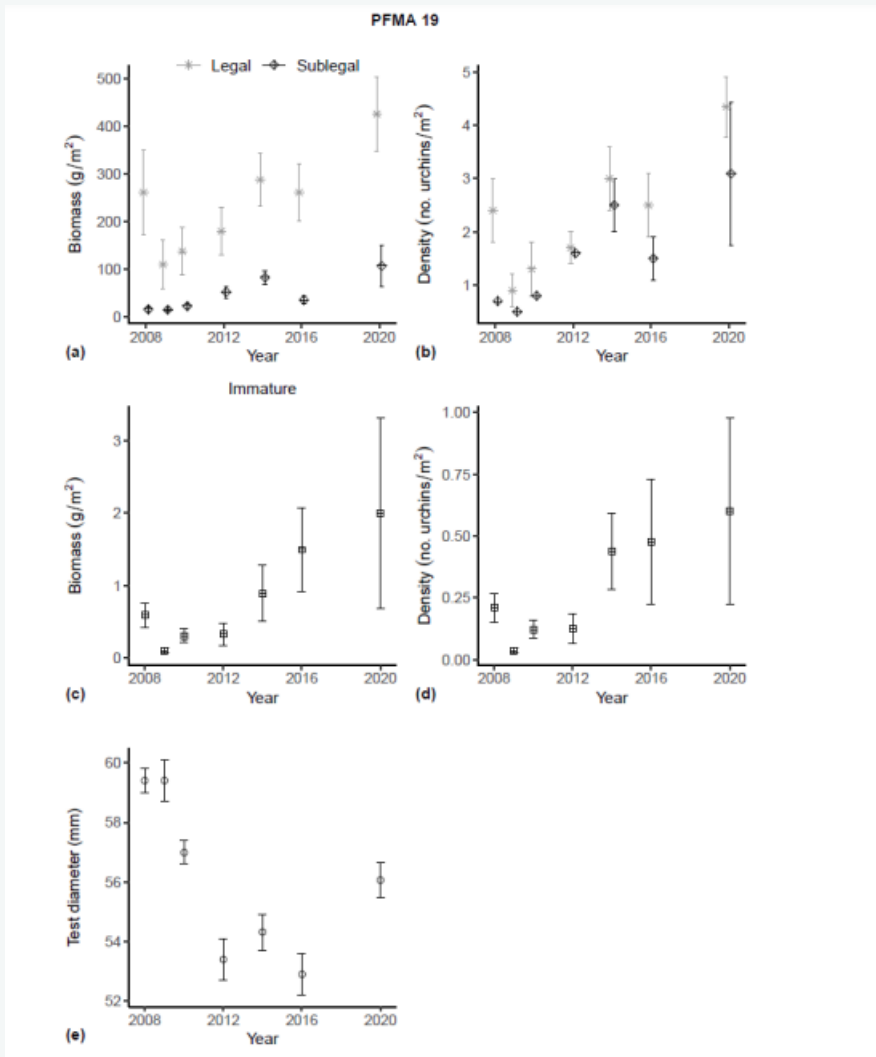 PFMA 19
Legal Sublegal
Biomass (g/m²)
500
400
300
200
100
0
2008 2012 2016 2020
Year
(a)
Density (no. urchins/m²)
5
4
3
2
1
2008 2012 2016 2020
Year
(b)
Immature
Biomass (g/m²)
3
2
1
0
2008 2012 2016 2020
Year
(c)
Density (no. urchins/m²)
1.00
0.75
0.50
0.25
0.00
2008 2012 2016 2020
Year
(d)
Test diameter (mm)
60
58
56
54
52
2008 2012 2016 2020
Year
(e)